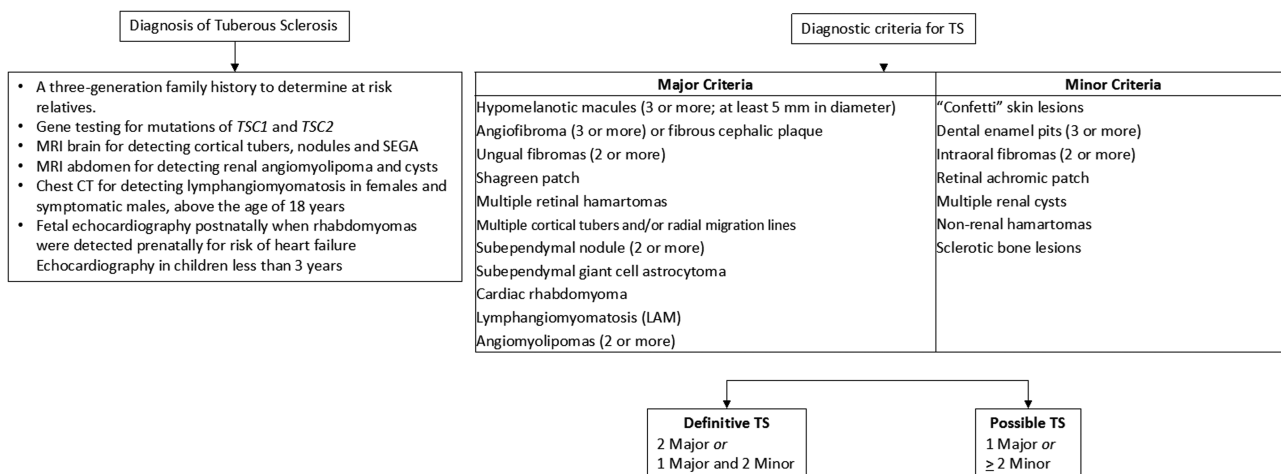 Diagnosis of Tuberous Sclerosis
• A three-generation family history to determine at risk
relatives.
• Gene testing for mutations of TSC1 and TSC2
• MRI brain for detecting cortical tubers, nodules and SEGA
• MRI abdomen for detecting renal angiomyolipoma and cysts
• Chest CT for detecting lymphangiomyomatosis in females and
symptomatic males, above the age of 18 years
• Fetal echocardiography postnatally when rhabdomyomas
were detected prenatally for risk of heart failure
Echocardiography in children less than 3 years
Diagnostic criteria for TS
Major Criteria
Hypomelanotic macules (3 or more; at least 5 mm in diameter)
Angiofibroma (3 or more) or fibrous cephalic plaque
Ungual fibromas (2 or more)
Shagreen patch
Multiple retinal hamartomas
Multiple cortical tubers and/or radial migration lines
Subependymal nodule (2 or more)
Subependymal giant cell astrocytoma
Cardiac rhabdomyoma
Lymphangiomyomatosis (LAM)
Angiomyolipomas (2 or more)
Minor Criteria
“Confetti” skin lesions
Dental enamel pits (3 or more)
Intraoral fibromas (2 or more)
Retinal achromic patch
Multiple renal cysts
Non-renal hamartomas
Sclerotic bone lesions
Definitive TS
2 Major or
1 Major and 2 Minor
Possible TS
1 Major or
≥ 2 Minor